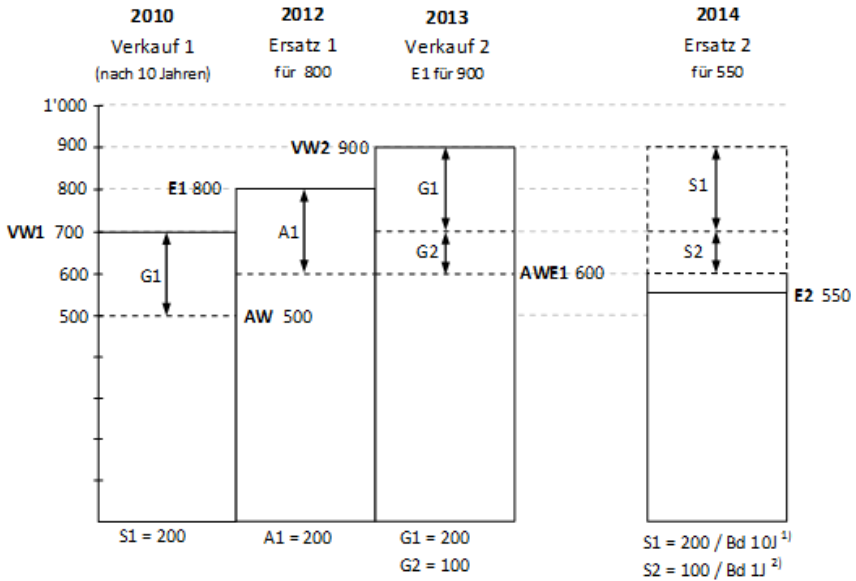 2010
Verkauf 1
(nach 10 Jahren)
2012
Ersatz 1
für 800
2013
Verkauf 2
E1 für 900
2014
Ersatz 2
für 550
1'000
900
VW2 900
800
E1 800
G1
S1
VW1 700
A1
G1
G2
S2
600
AWE1 600
E2 550
500
AW 500
S1 = 200
A1 = 200
G1 = 200
G2 = 100
S1 = 200 / Bd 10J 1)
S2 = 100 / Bd 1J 2)